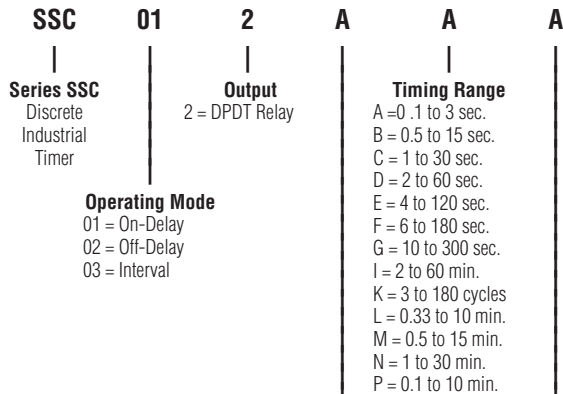 SSC 01 2 A A A
Series SSC
Discrete
Industrial
Timer
Operating Mode
01 = On-Delay
02 = Off-Delay
03 = Interval
Output
2 = DPDT Relay
Timing Range
A =0 .1 to 3 sec.
B = 0.5 to 15 sec.
C = 1 to 30 sec.
D = 2 to 60 sec.
E = 4 to 120 sec.
F = 6 to 180 sec.
G = 10 to 300 sec.
I = 2 to 60 min.
K = 3 to 180 cycles
L = 0.33 to 10 min.
M = 0.5 to 15 min.
N = 1 to 30 min.
P = 0.1 to 10 min.